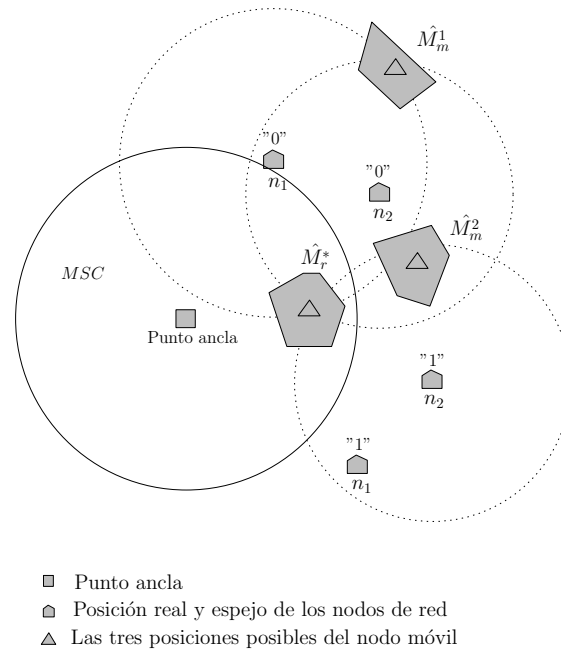 M̂_m^1
"0"
n_1
"0"
n_2
M̂_m^2
M̂_r^*
MSC
Punto ancla
"1"
n_2
"1"
n_1
Punto ancla
Posición real y espejo de los nodos de red
Las tres posiciones posibles del nodo móvil